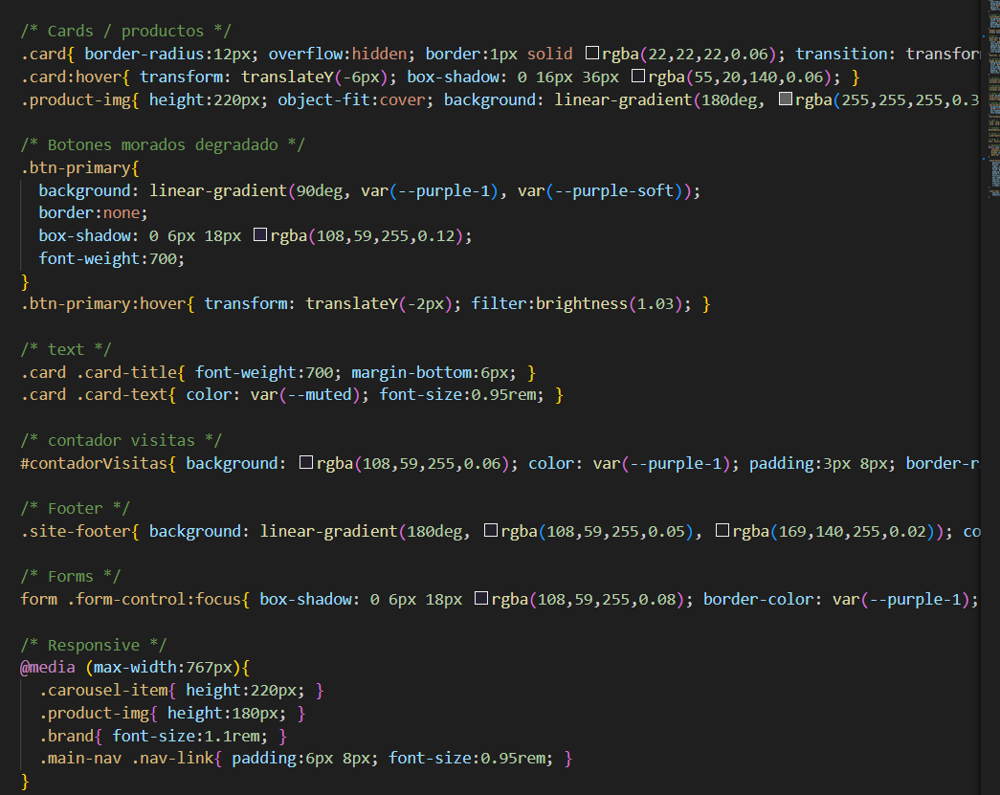 /* Cards / productos */
.card{ border-radius:12px; overflow:hidden; border:1px solid rgba(22,22,22,0.06); transition: transfor
.card:hover{ transform: translateY(-6px); box-shadow: 0 16px 36px rgba(55,20,140,0.06); }
.product-img{ height:220px; object-fit:cover; background: linear-gradient(180deg, rgba(255,255,255,0.3
/* Botones morados degradado */
.btn-primary{
background: linear-gradient(90deg, var(--purple-1), var(--purple-soft));
border:none;
box-shadow: 0 6px 18px rgba(108,59,255,0.12);
font-weight:700;
}
.btn-primary:hover{ transform: translateY(-2px); filter:brightness(1.03); }
/* text */
.card .card-title{ font-weight:700; margin-bottom:6px; }
.card .card-text{ color: var(--muted); font-size:0.95rem; }
/* contador visitas */
#contadorVisitas{ background: rgba(108,59,255,0.06); color: var(--purple-1); padding:3px 8px; border-r
/* Footer */
.site-footer{ background: linear-gradient(180deg, rgba(108,59,255,0.05), rgba(169,140,255,0.02)); co
/* Forms */
form .form-control:focus{ box-shadow: 0 6px 18px rgba(108,59,255,0.08); border-color: var(--purple-1);
/* Responsive */
@media (max-width:767px){
.carousel-item{ height:220px; }
.product-img{ height:180px; }
.brand{ font-size:1.1rem; }
.main-nav .nav-link{ padding:6px 8px; font-size:0.95rem; }
}